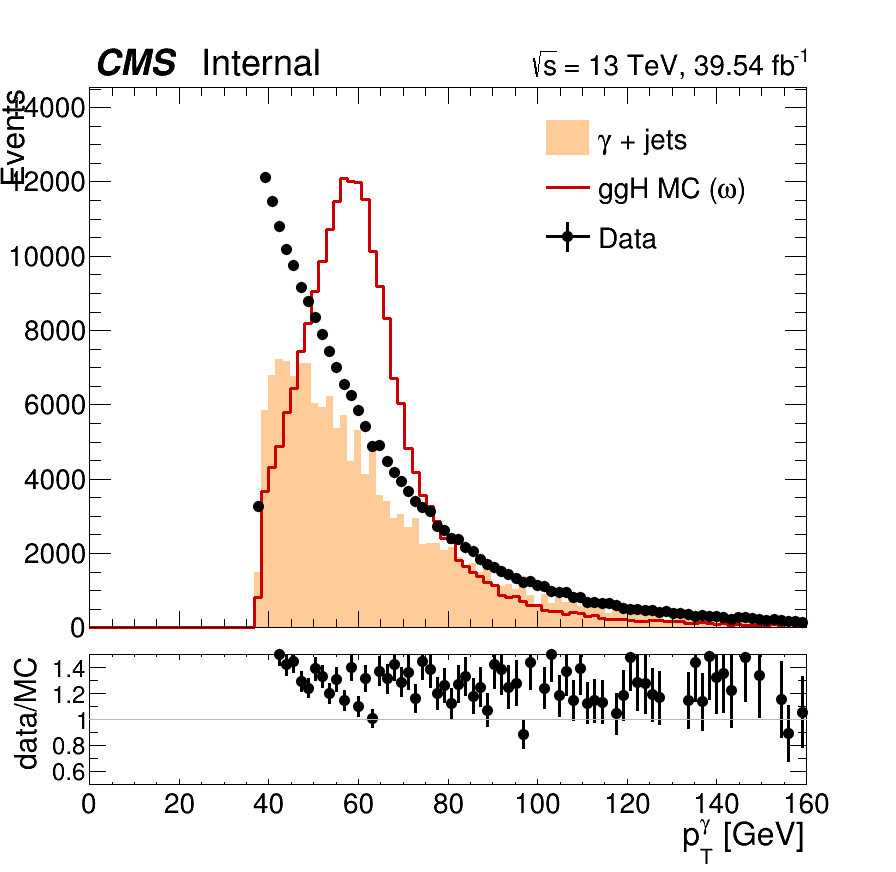 CMS Internal
√s = 13 TeV, 39.54 fb⁻¹
Events
4000
12000
10000
8000
6000
4000
2000
0
γ + jets
ggH MC (ω)
Data
data/MC
1.4
1.2
1
0.8
0.6
0 20 40 60 80 100 120 140 160
p_T^γ [GeV]